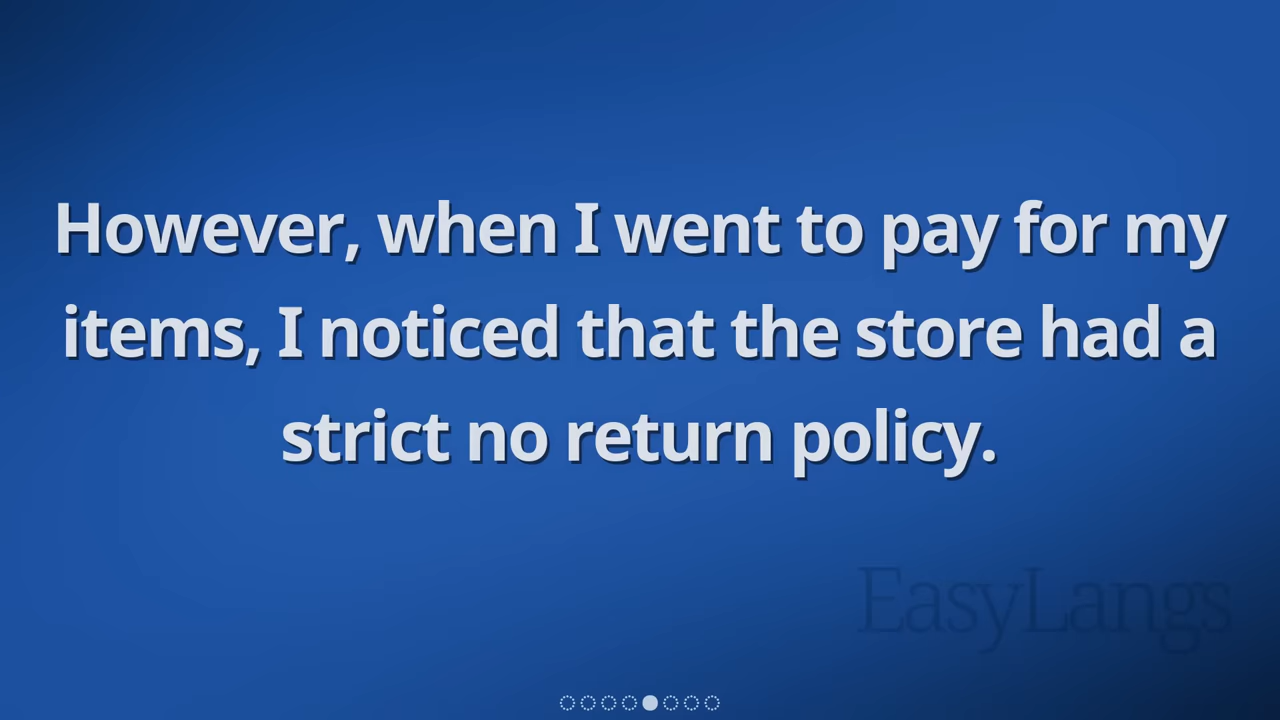 However, when I went to pay for my
items, I noticed that the store had a
strict no return policy.
EasyLangs